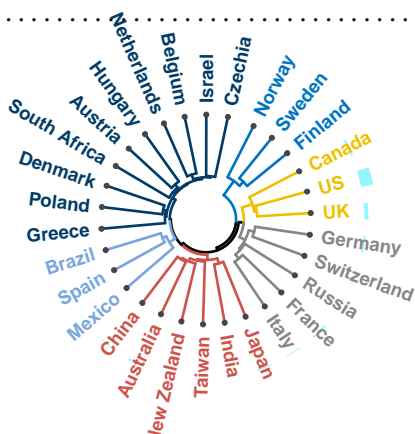 Netherlands
Belgium
Israel
Czechia
Norway
Sweden
Finland
Canada
US
UK
Germany
Switzerland
Russia
France
Italy
Japan
India
Taiwan
New Zealand
Australia
China
Mexico
Spain
Brazil
Greece
Poland
Denmark
South Africa
Austria
Hungary